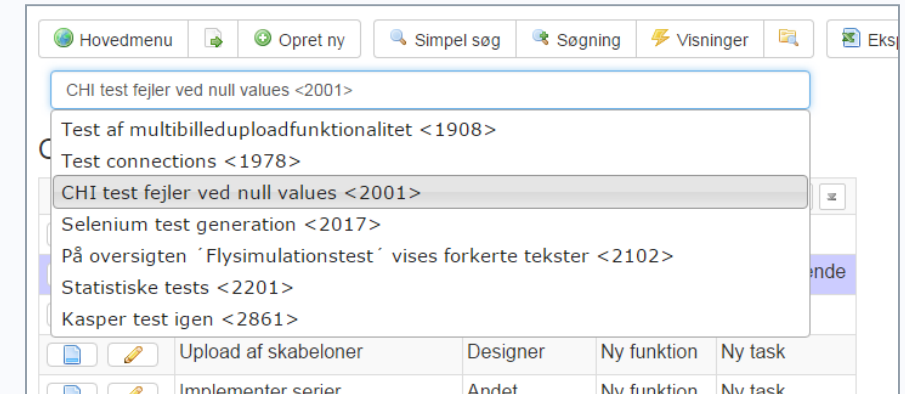 Hovedmenu Opret ny Simpel søg Søgning Visninger
CHI test fejler ved null values <2001>
Test af multibilleduploadfunktionalitet <1908>
Test connections <1978>
CHI test fejler ved null values <2001>
Selenium test generation <2017>
På oversigten ´Flysimulationstest´ vises forkerte tekster <2102>
Statistiske tests <2201>
Kasper test igen <2861>
Upload af skabeloner Designer Ny funktion Ny task
Implementer serier Andet Ny funktion Ny task